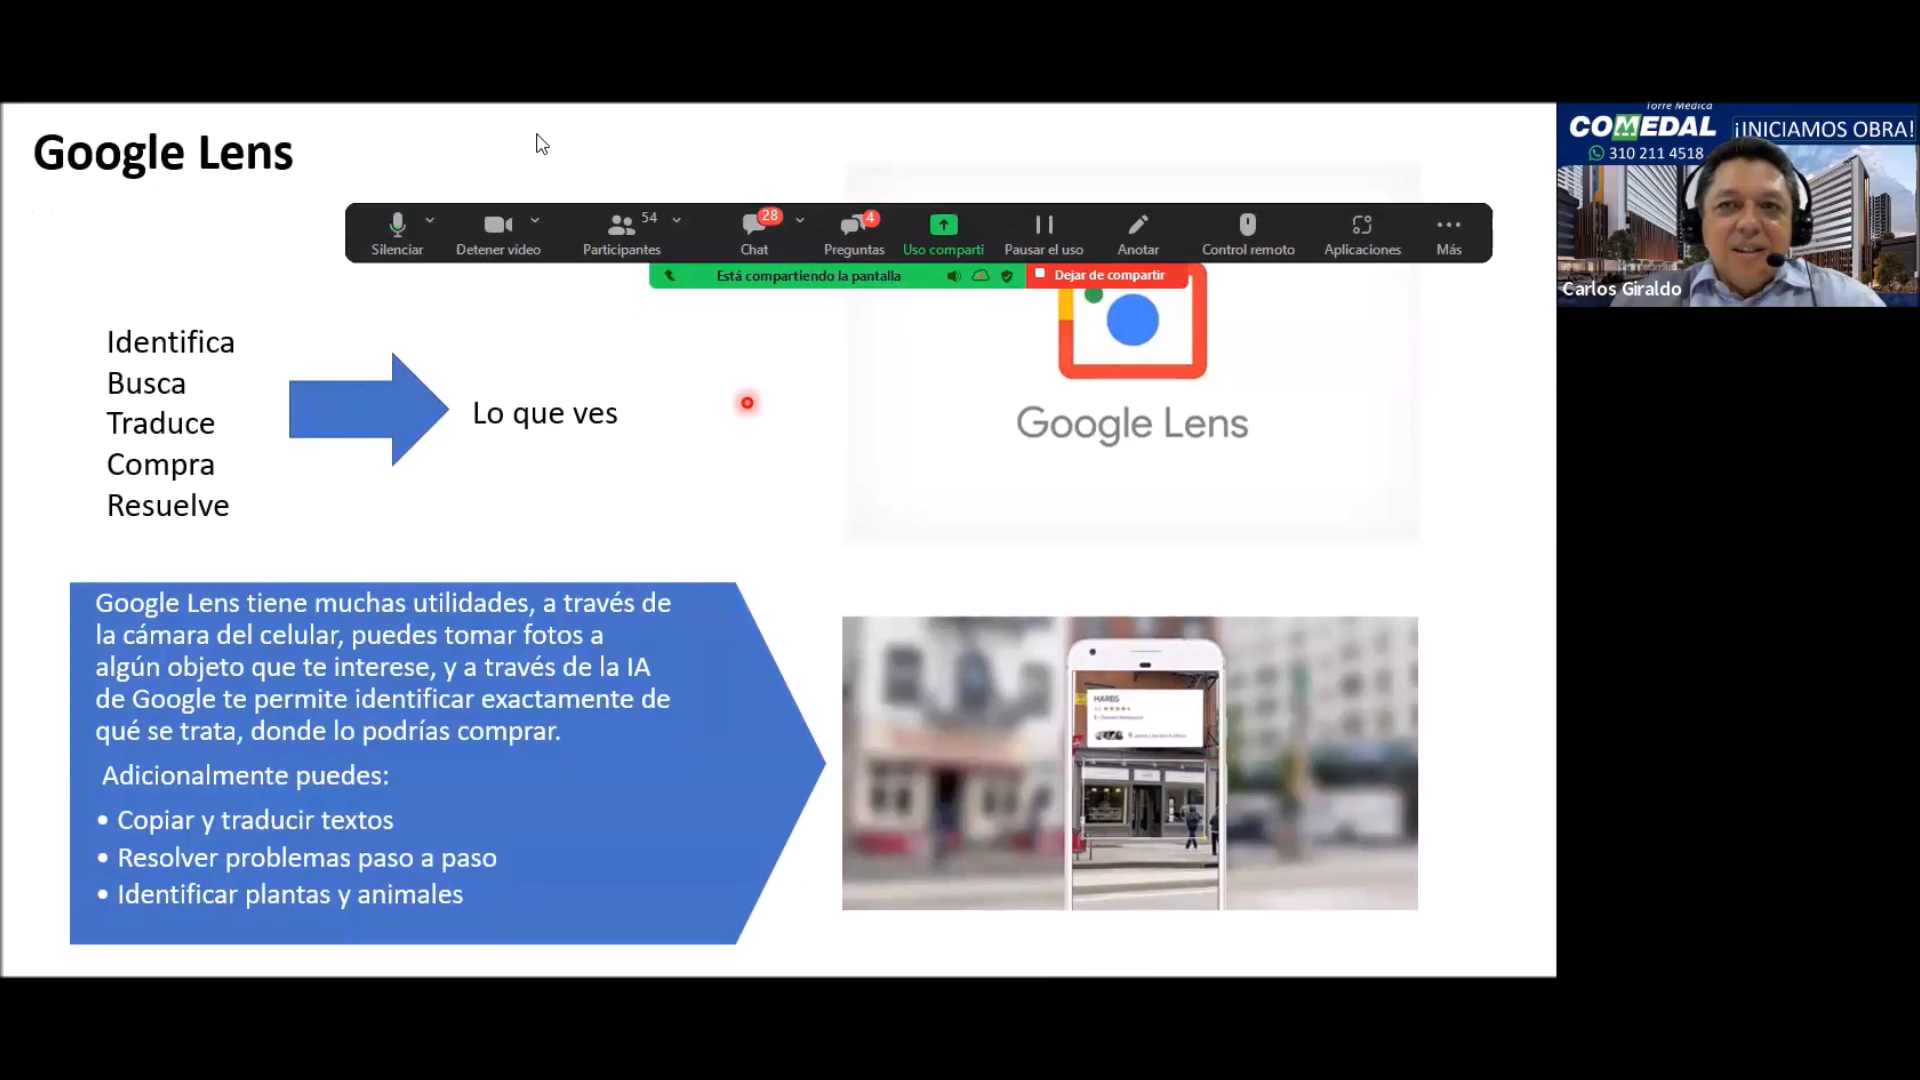 Google Lens
Silenciar
Detener vídeo
54
Participantes
28
Chat
4
Preguntas
Uso comparti
Pausar el uso
Anotar
Control remoto
Aplicaciones
Más
Está compartiendo la pantalla
Dejar de compartir
Identifica
Busca
Traduce
Compra
Resuelve
Lo que ves
Google Lens
Google Lens tiene muchas utilidades, a través de
la cámara del celular, puedes tomar fotos a
algún objeto que te interese, y a través de la IA
de Google te permite identificar exactamente de
qué se trata, donde lo podrías comprar.
Adicionalmente puedes:
• Copiar y traducir textos
• Resolver problemas paso a paso
• Identificar plantas y animales
HARBS
Torre Médica
COMEDAL
¡INICIAMOS OBRA!
310 211 4518
Carlos Giraldo